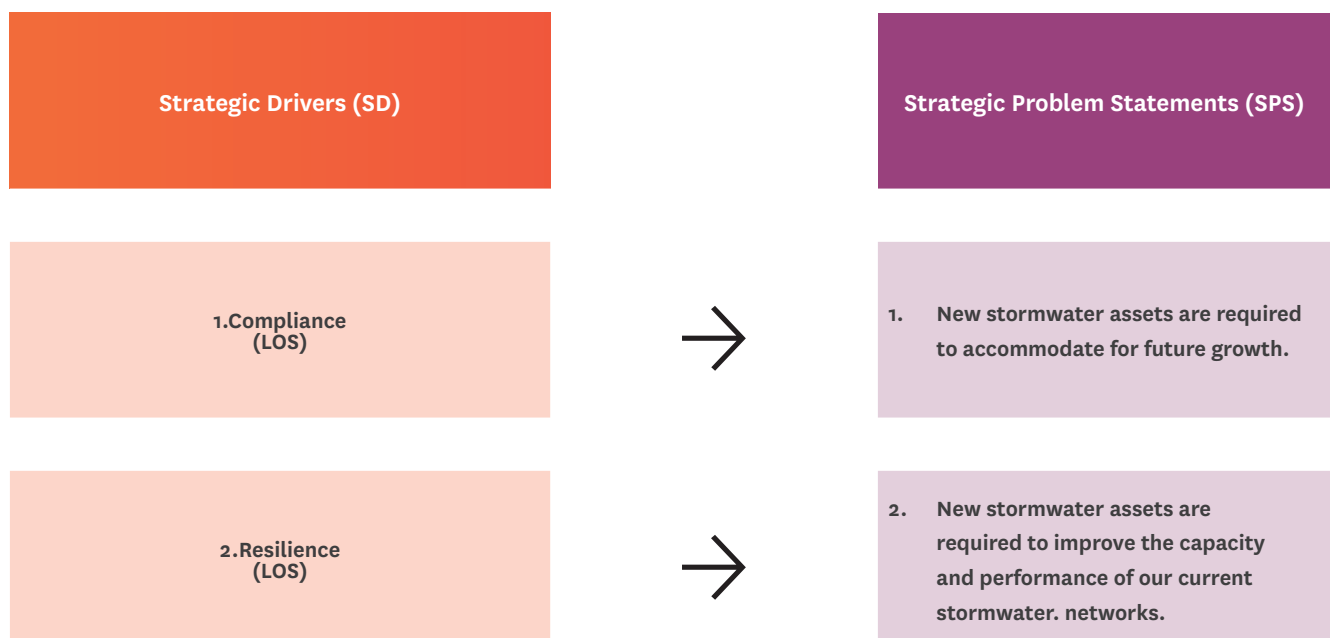 Strategic Drivers (SD)
Strategic Problem Statements (SPS)
1.Compliance
(LOS)
1. New stormwater assets are required
to accommodate for future growth.
2.Resilience
(LOS)
2. New stormwater assets are
required to improve the capacity
and performance of our current
stormwater. networks.